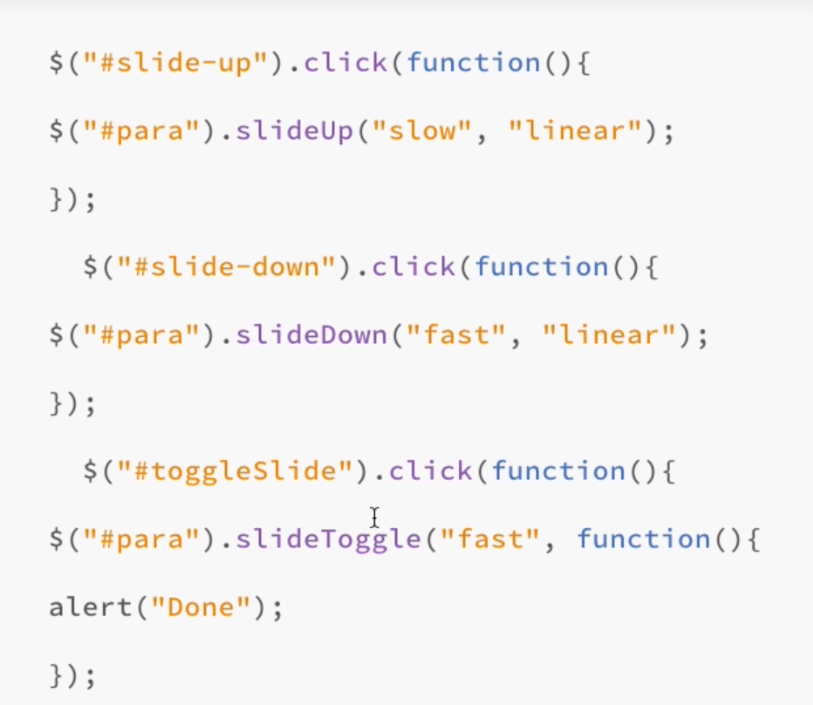 $("#slide-up").click(function(){
$("#para").slideUp("slow", "linear");
});
$("#slide-down").click(function(){
$("#para").slideDown("fast", "linear");
});
$("#toggleSlide").click(function(){
$("#para").slideToggle("fast", function(){
alert("Done");
});